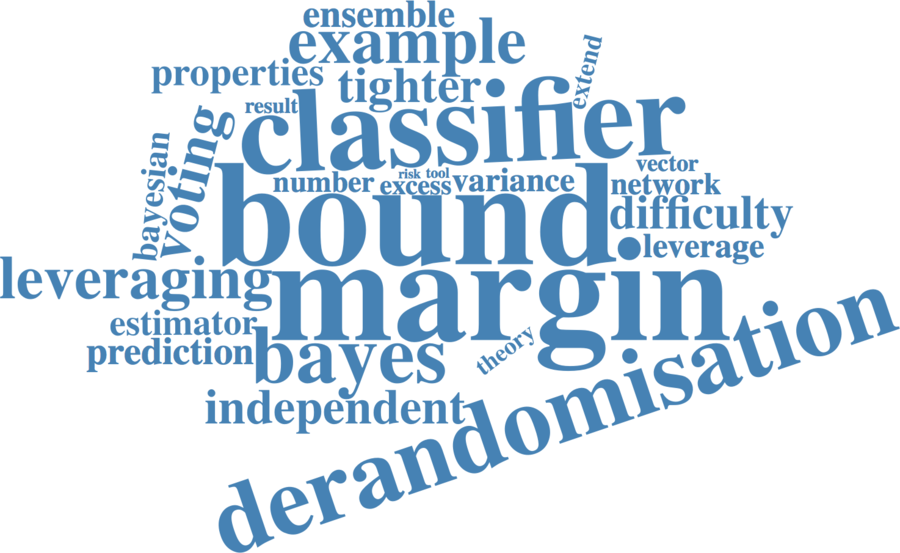 ensemble
example
extend
properties
tighter
result
classifier
bayesian
voting
risk tool
vector
number
excess
variance
network
bound
difficulty
leverage
leveraging
margin
estimator
prediction
bayes
theory
independent
derandomisation